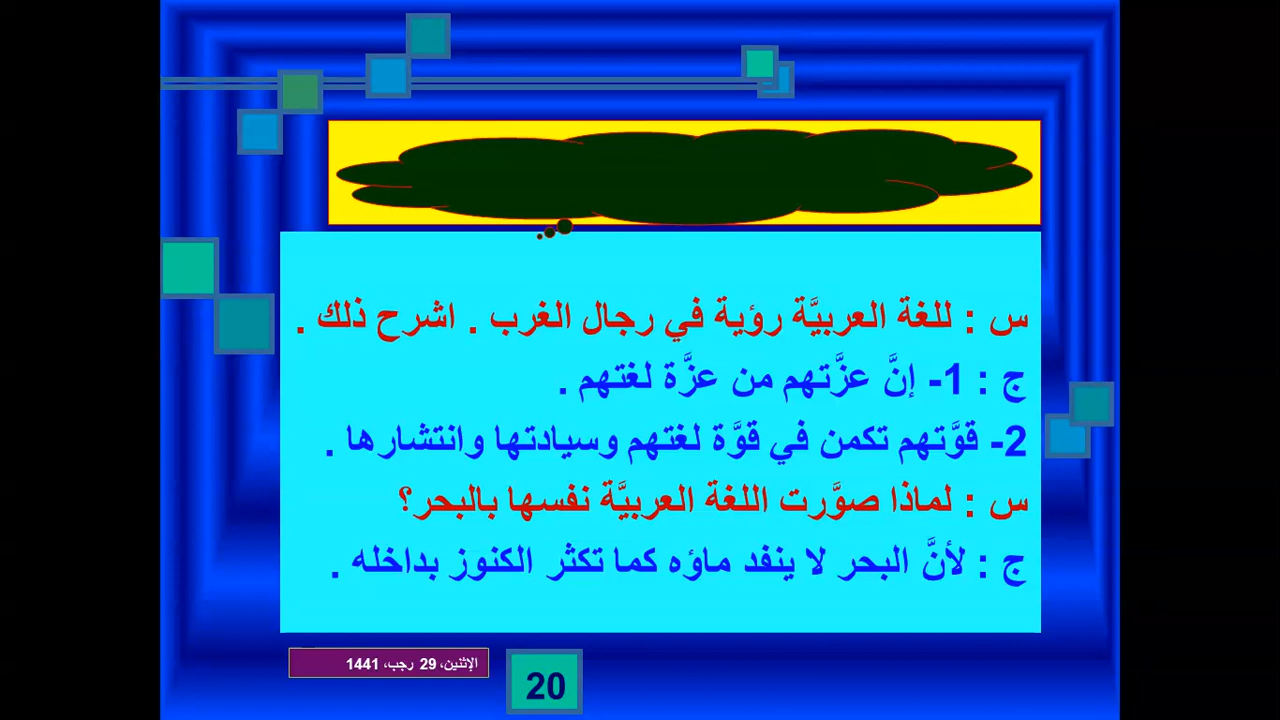 س : للغة العربيَّة رؤية في رجال الغرب . اشرح ذلك .
ج : 1- إنَّ عزَّتهم من عزَّة لغتهم .
2- قوَّتهم تكمن في قوَّة لغتهم وسيادتها وانتشارها .
س : لماذا صوَّرت اللغة العربيَّة نفسها بالبحر؟
ج : لأنَّ البحر لا ينفد ماؤه كما تكثر الكنوز بداخله .
الإثنين، 29 رجب، 1441
20